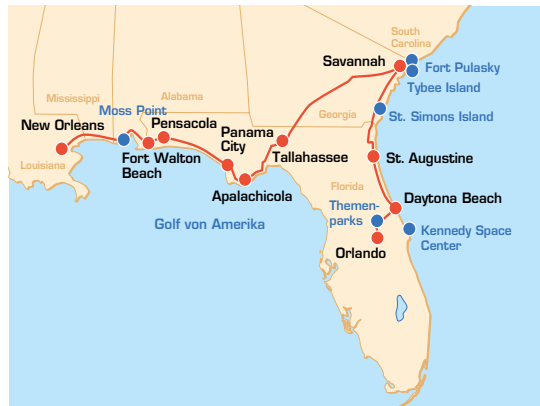 South
Carolina
Savannah
Fort Pulasky
Tybee Island
Mississippi
Alabama
Moss Point
New Orleans
Pensacola
Georgia
St. Simons Island
Panama
City
Louisiana
Fort Walton
Beach
Tallahassee
St. Augustine
Apalachicola
Florida
Daytona Beach
Themen-
parks
Golf von Amerika
Kennedy Space
Center
Orlando